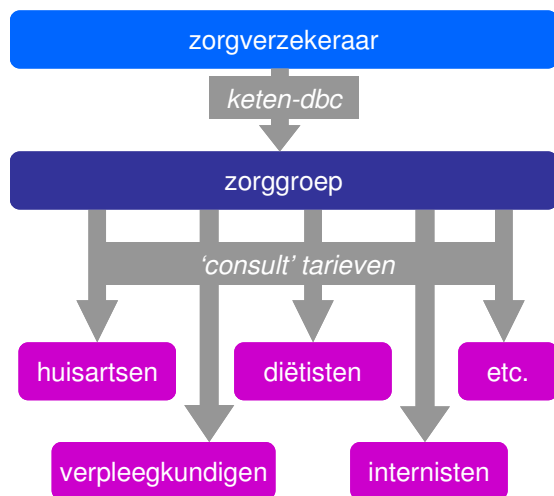 zorgverzekeraar
keten-dbc
zorggroep
‘consult’ tarieven
huisartsen
diëtisten
etc.
verpleegkundigen
internisten